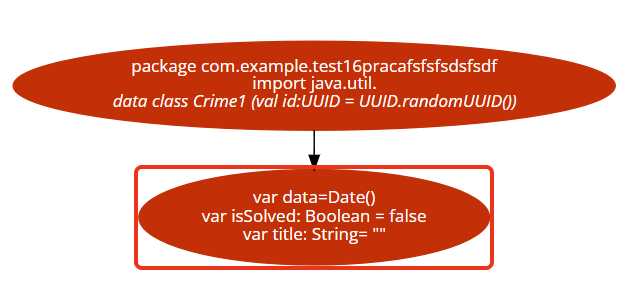 package com.example.test16pracafsfsfsdsfsdf
import java.util.
data class Crime1 (val id:UUID = UUID.randomUUID())
var data=Date()
var isSolved: Boolean = false
var title: String= ""